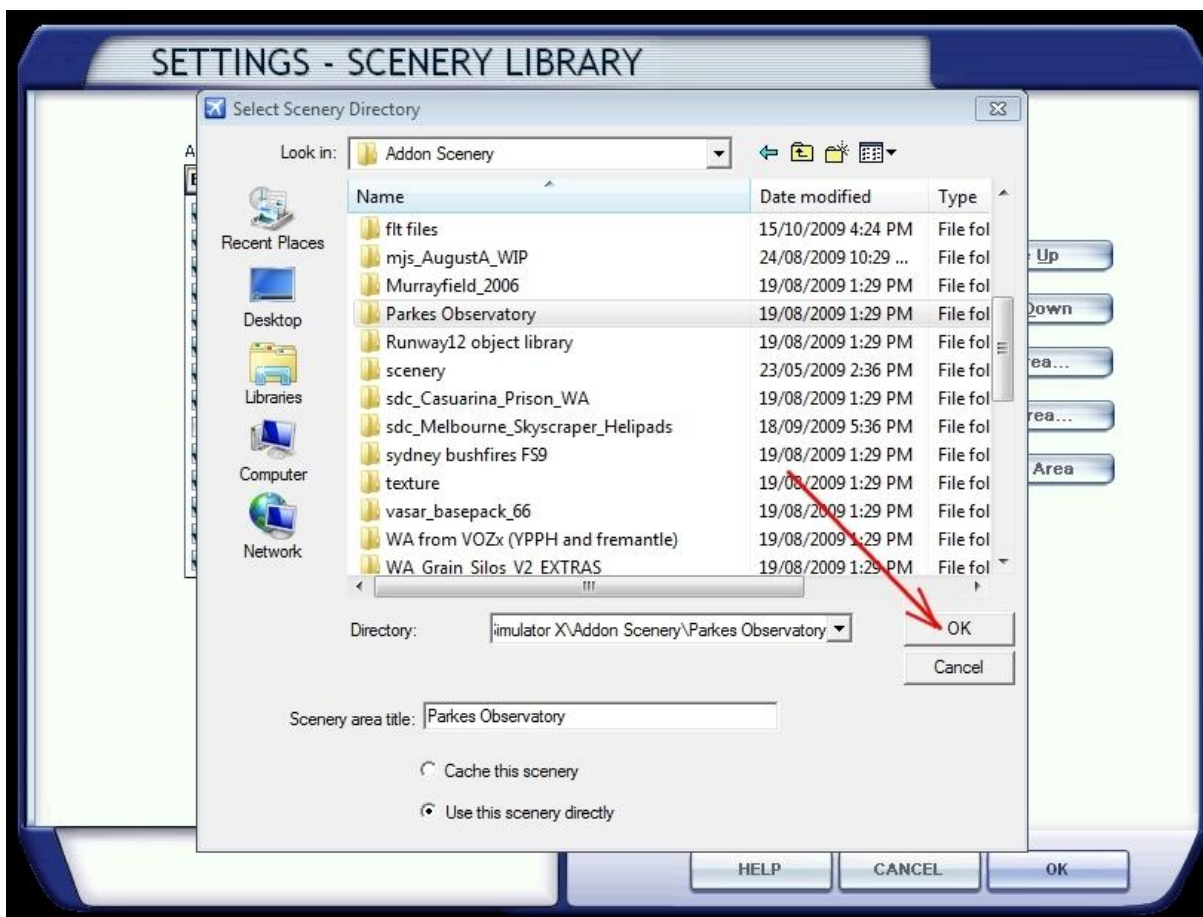 SETTINGS - SCENERY LIBRARY
Select Scenery Directory
Look in: Addon Scenery
Name Date modified Type
flt files 15/10/2009 4:24 PM File fol
mjs_AugustA_WIP 24/08/2009 10:29 ... File fol
Murrayfield_2006 19/08/2009 1:29 PM File fol
Parkes Observatory 19/08/2009 1:29 PM File fol
Runway12 object library 19/08/2009 1:29 PM File fol
scenery 23/05/2009 2:36 PM File fol
sdc_Casuarina_Prison_WA 19/08/2009 1:29 PM File fol
sdc_Melbourne_Skyscraper_Helipads 18/09/2009 5:36 PM File fol
sydney bushfires FS9 19/08/2009 1:29 PM File fol
texture 19/08/2009 1:29 PM File fol
vasar_basepack_66 19/08/2009 1:29 PM File fol
WA from VOZx (YPPH and fremantle) 19/08/2009 1:29 PM File fol
WA Grain Silos V2 EXTRAS 19/08/2009 1:29 PM File fol
Recent Places
Desktop
Libraries
Computer
Network
Up
Down
rea...
rea...
Area
Directory: imulator X\Addon Scenery\Parkes Observatory OK
Cancel
Scenery area title: Parkes Observatory
Cache this scenery
Use this scenery directly
HELP CANCEL OK